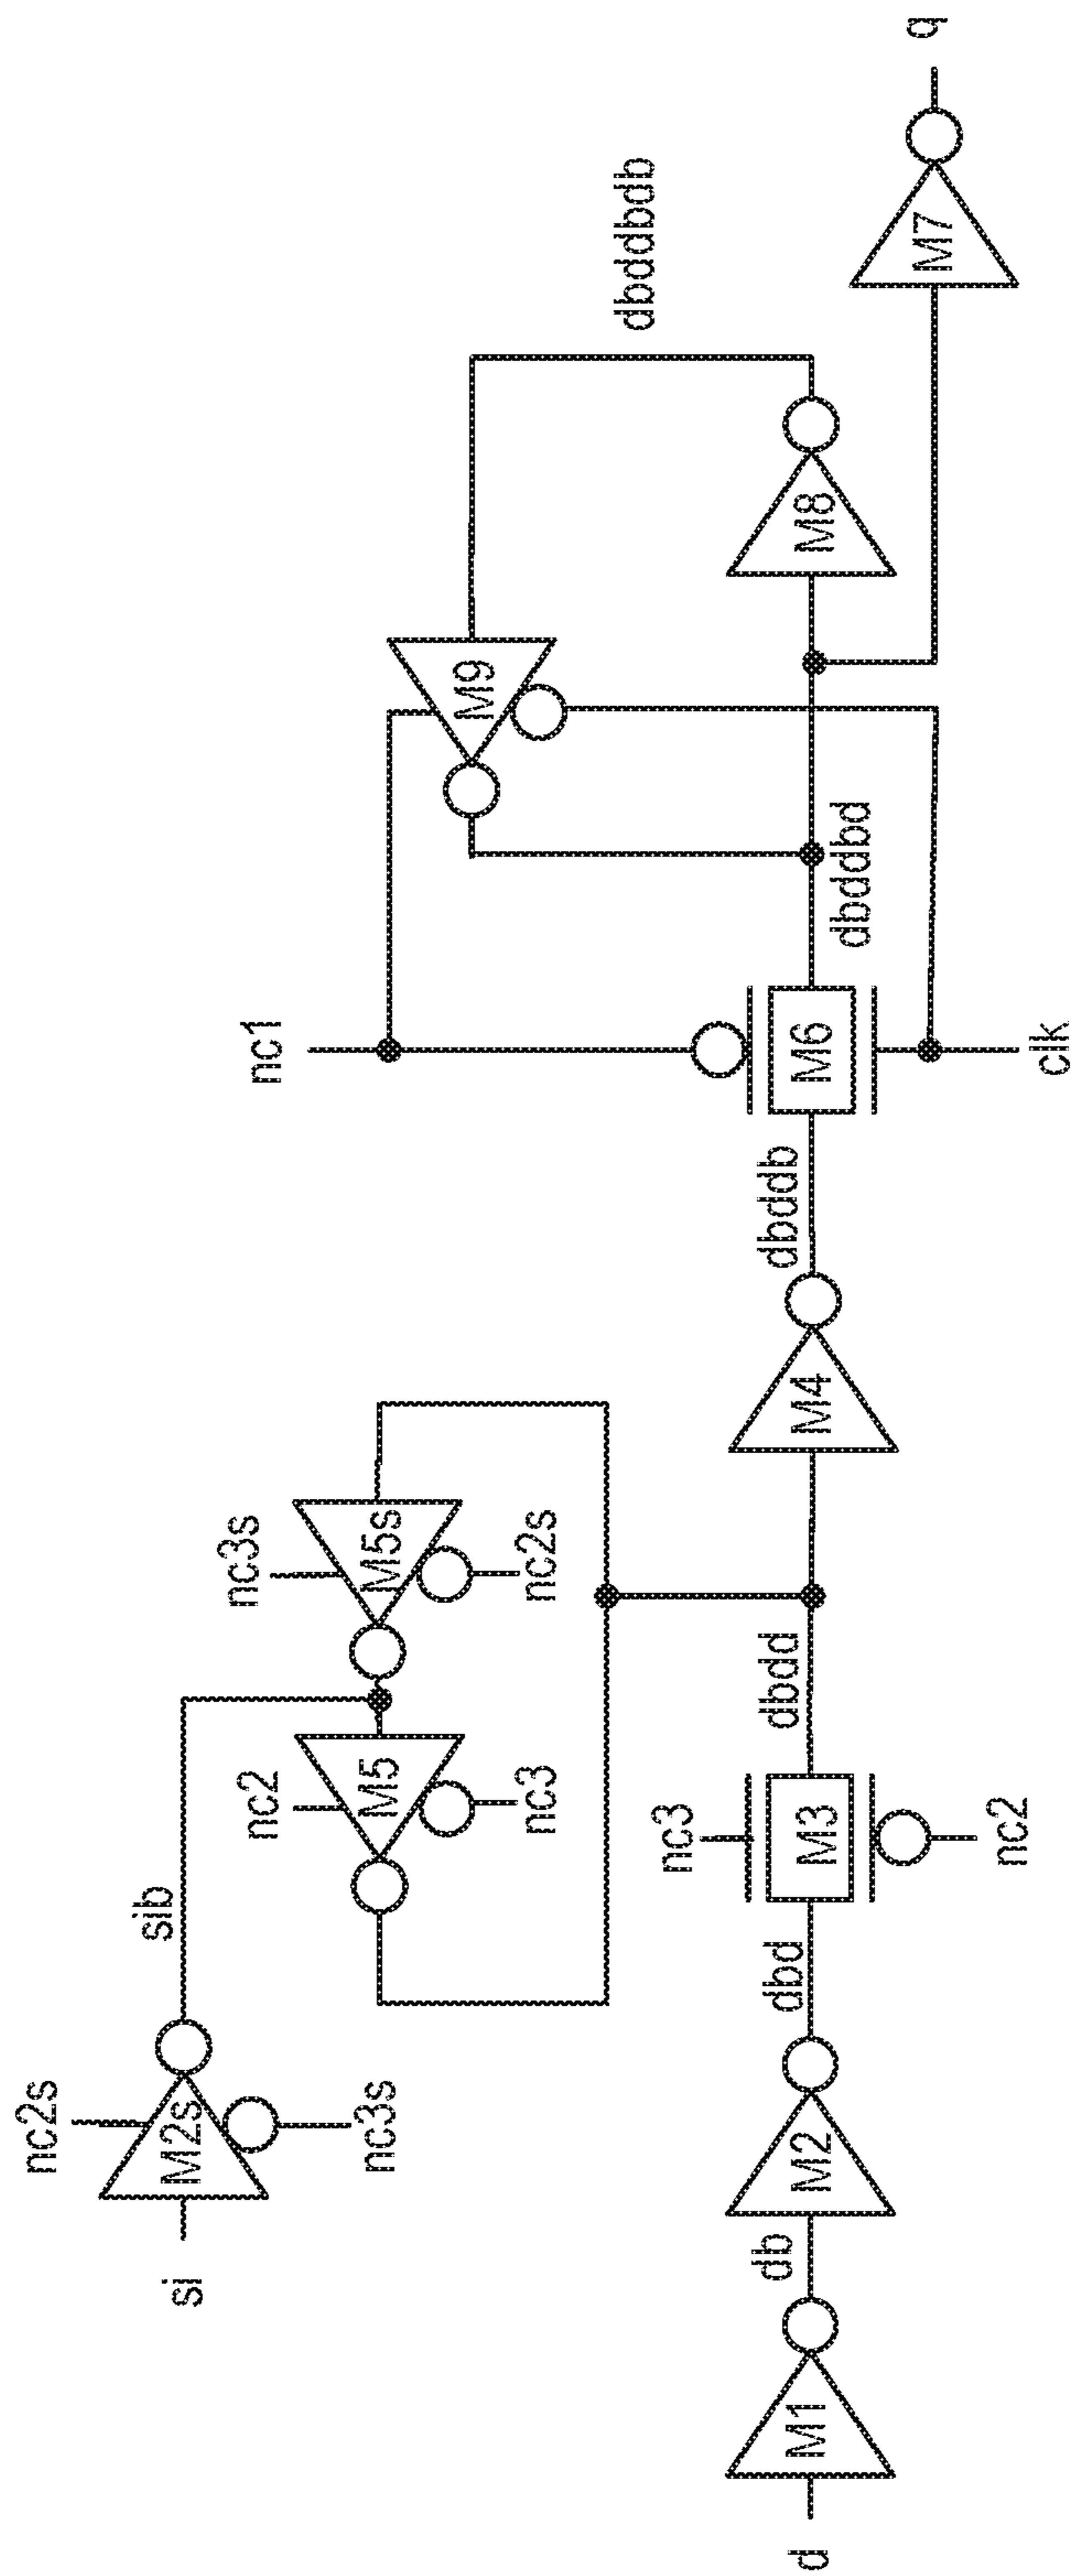 si
nc2s
M2s
nc3s
sib
nc2
M5
nc3
nc3s
M5s
nc2s
d
M1
db
M2
dbd
nc3
M3
nc2
dbdd
M4
dbddb
nc1
M6
clk
dbddbd
M9
M8
dbddbdb
M7
q